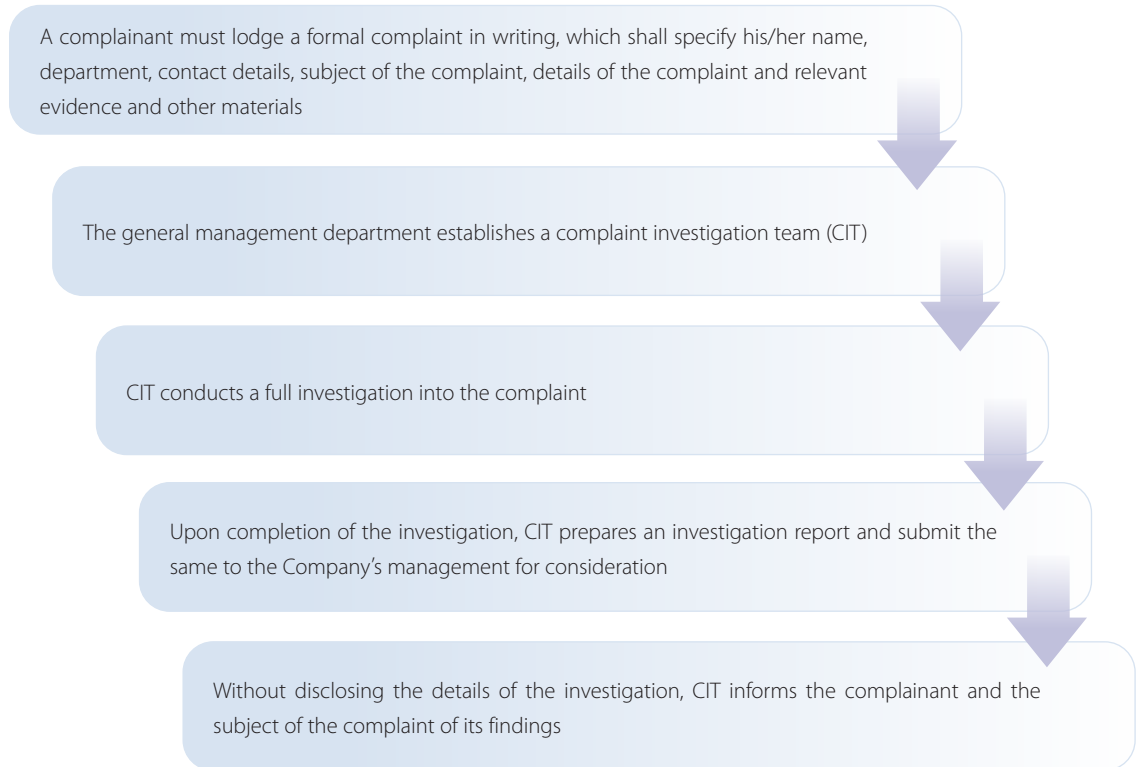 A complainant must lodge a formal complaint in writing, which shall specify his/her name,
department, contact details, subject of the complaint, details of the complaint and relevant
evidence and other materials
The general management department establishes a complaint investigation team (CIT)
CIT conducts a full investigation into the complaint
Upon completion of the investigation, CIT prepares an investigation report and submit the
same to the Company’s management for consideration
Without disclosing the details of the investigation, CIT informs the complainant and the
subject of the complaint of its findings